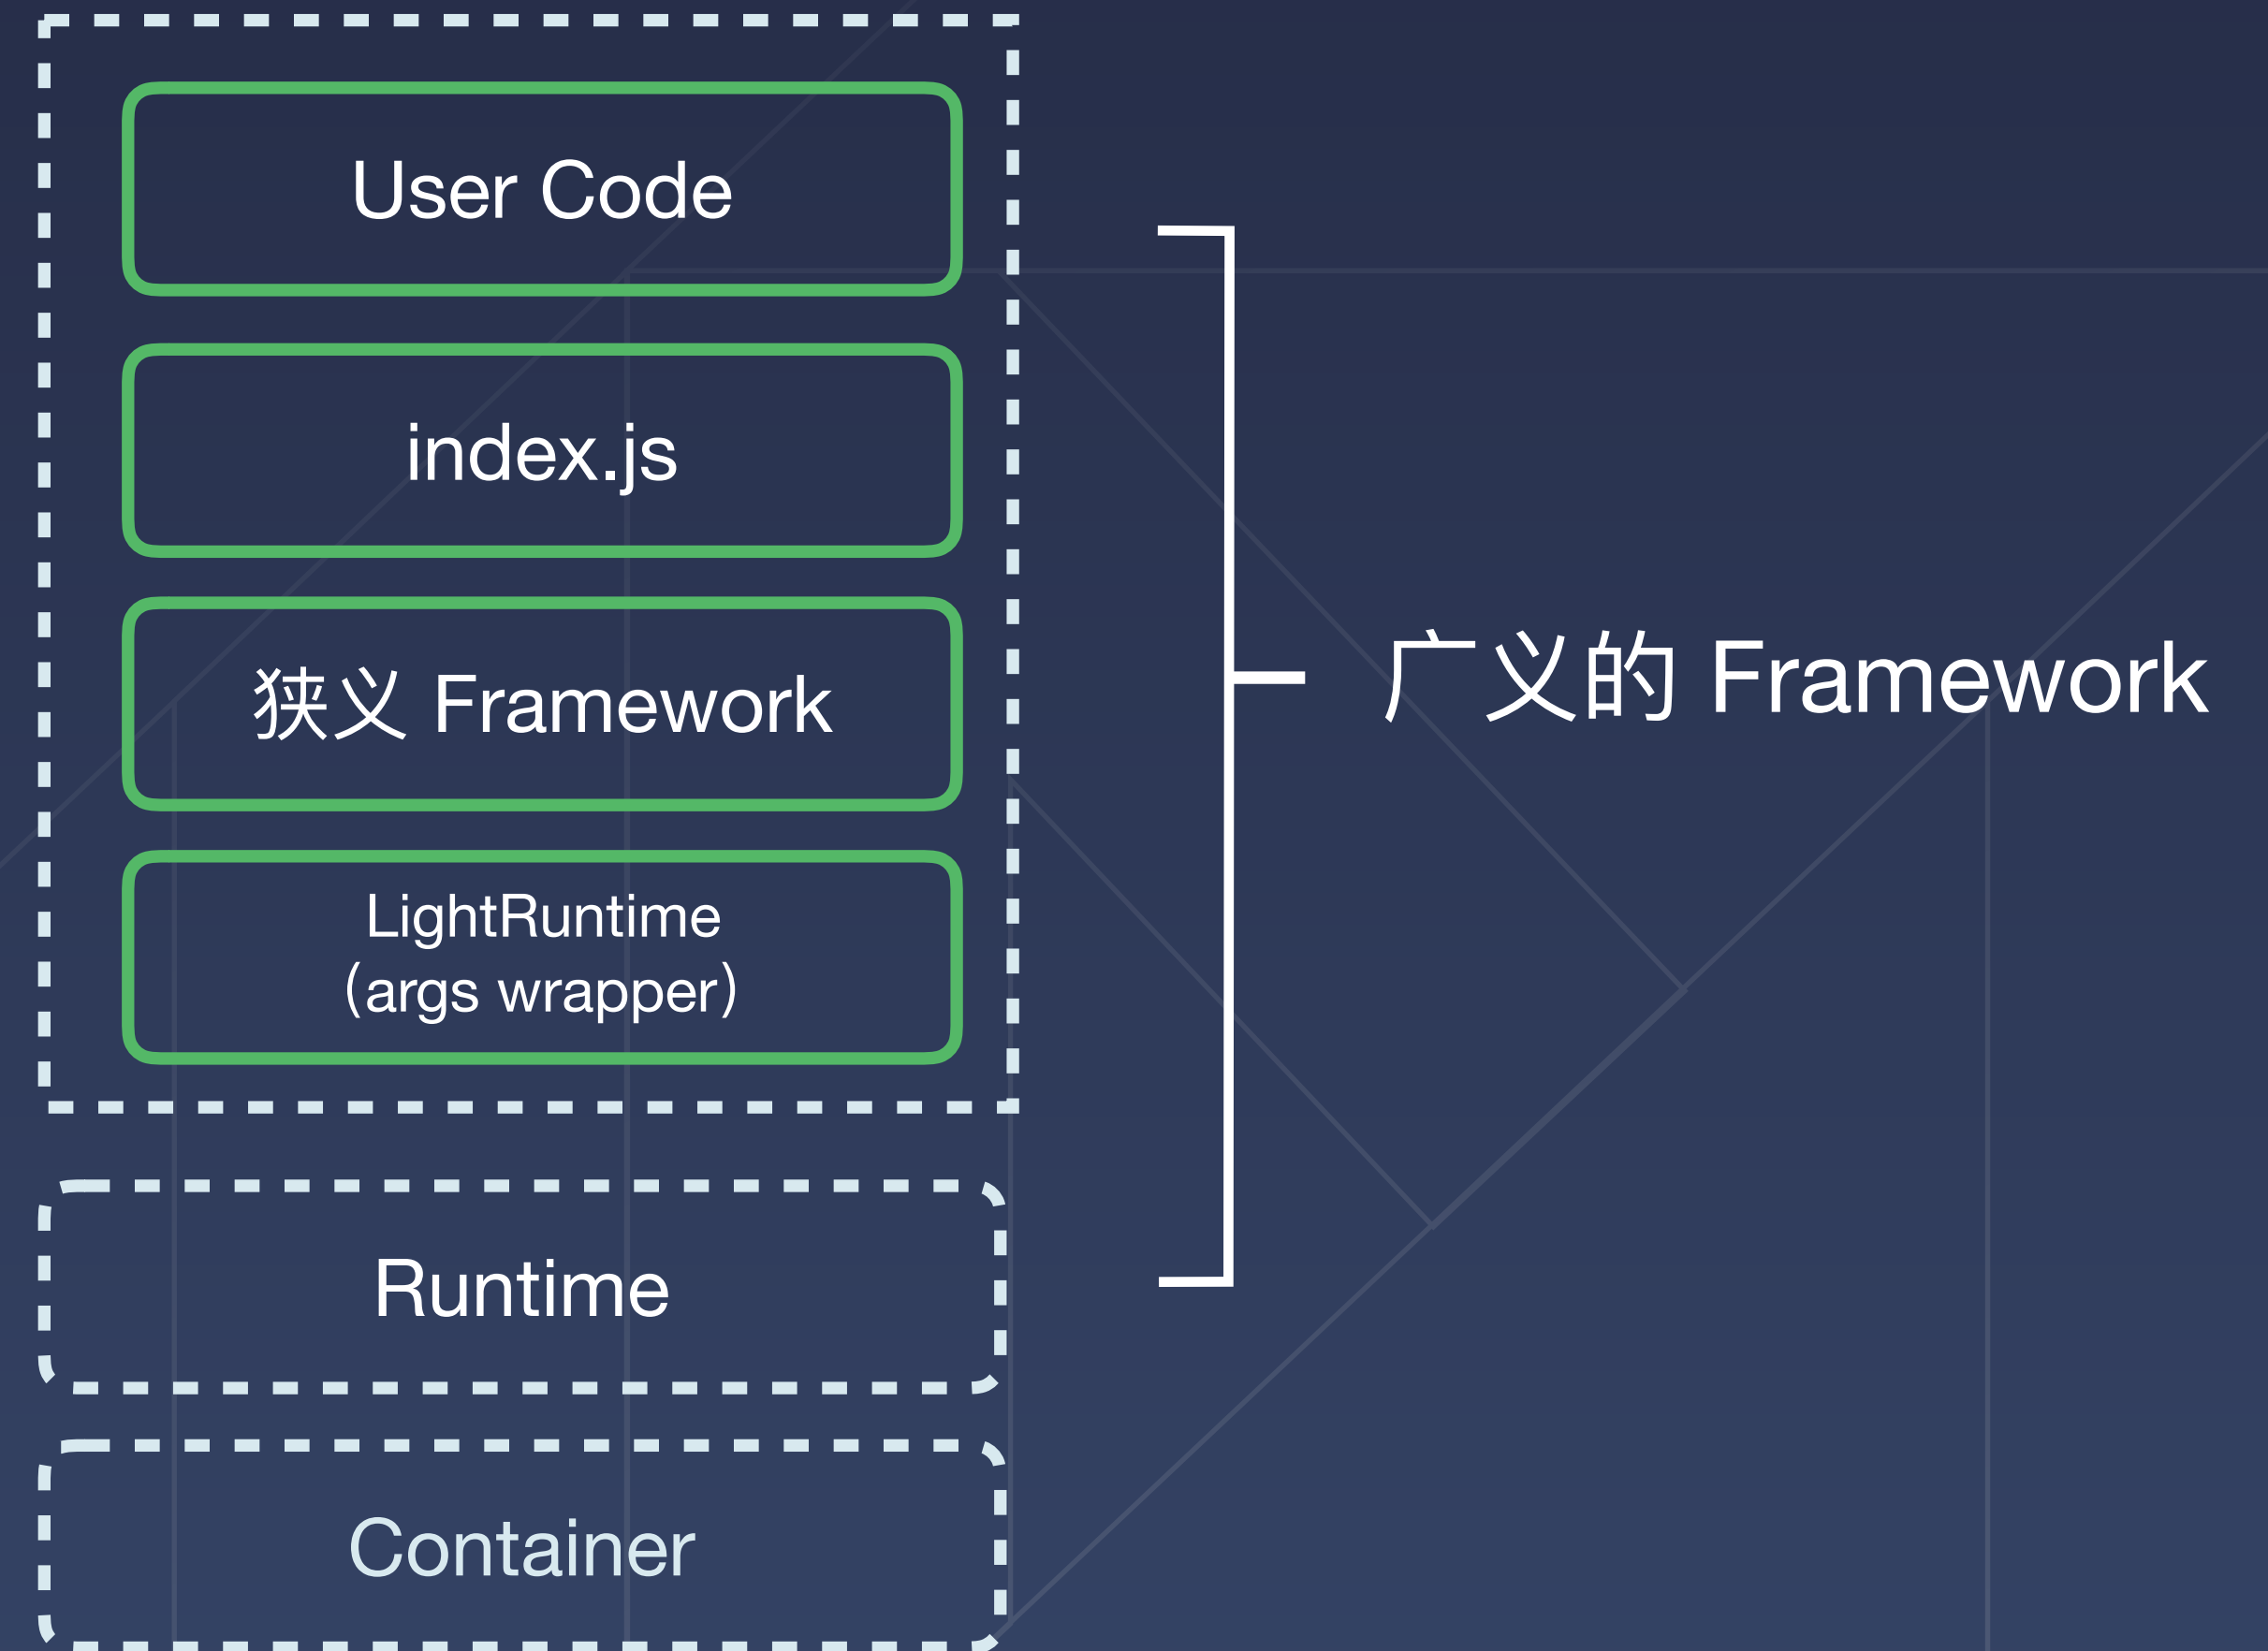 User Code
index.js
狭义 Framework
LightRuntime
(args wrapper)
广义的 Framework
Runtime
Container